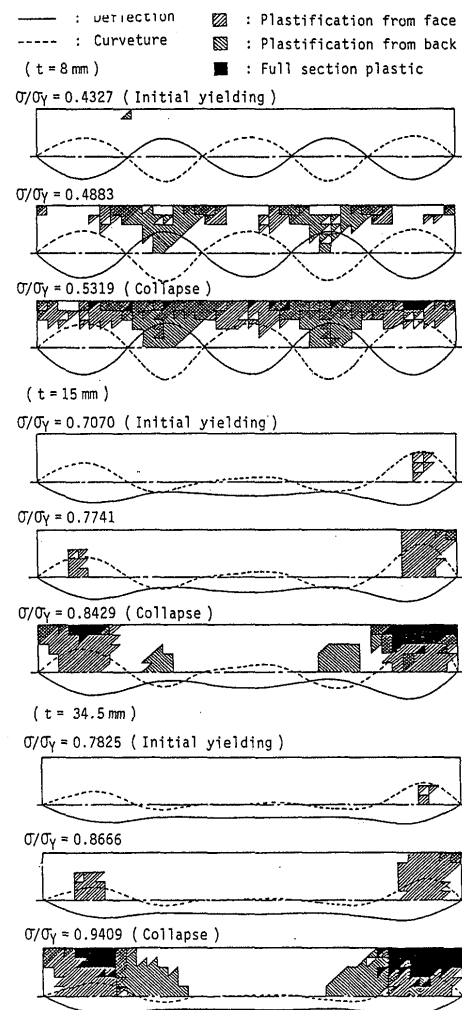 : Deflection
: Plastification from face
: Curveture
: Plastification from back
( t = 8 mm )
: Full section plastic
σ/σY = 0.4327 ( Initial yielding )
σ/σY = 0.4883
σ/σY = 0.5319 ( Collapse )
( t = 15 mm )
σ/σY = 0.7070 ( Initial yielding )
σ/σY = 0.7741
σ/σY = 0.8429 ( Collapse )
( t = 34.5 mm )
σ/σY = 0.7825 ( Initial yielding )
σ/σY = 0.8666
σ/σY = 0.9409 ( Collapse )